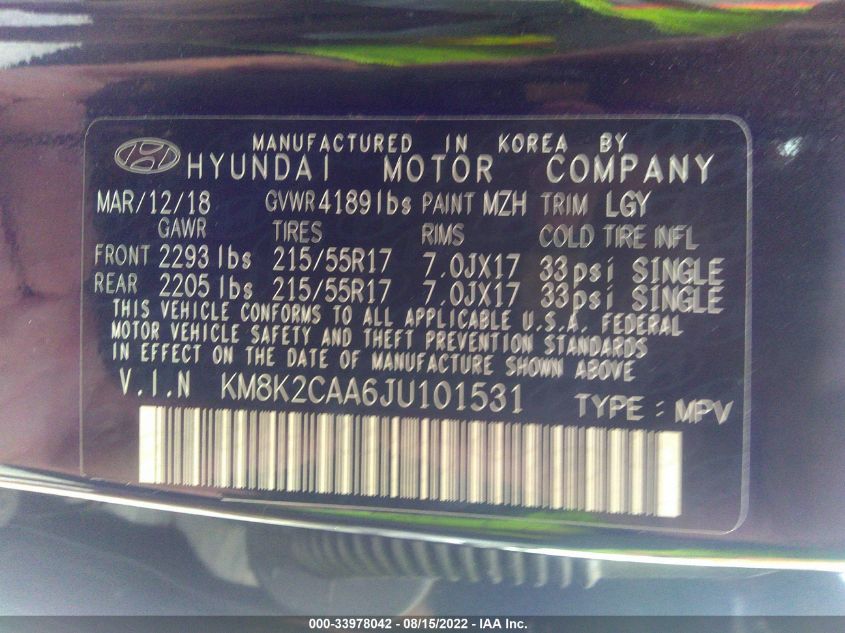 MANUFACTURED IN KOREA BY
HYUNDAI MOTOR COMPANY
MAR/12/18 GVWR 4189lbs PAINT MZH TRIM LGY
GAWR TIRES RIMS COLD TIRE INFL
FRONT 2293 lbs 215/55R17 7.0JX17 33psi SINGLE
REAR 2205 lbs 215/55R17 7.0JX17 33psi SINGLE
THIS VEHICLE CONFORMS TO ALL APPLICABLE U.S.A. FEDERAL
MOTOR VEHICLE SAFETY AND THEFT PREVENTION STANDARDS
IN EFFECT ON THE DATE OF MANUFACTURE SHOWN ABOVE
V.I.N KM8K2CAA6JU101531 TYPE : MPV
000-33978042 - 08/15/2022 - IAA Inc.